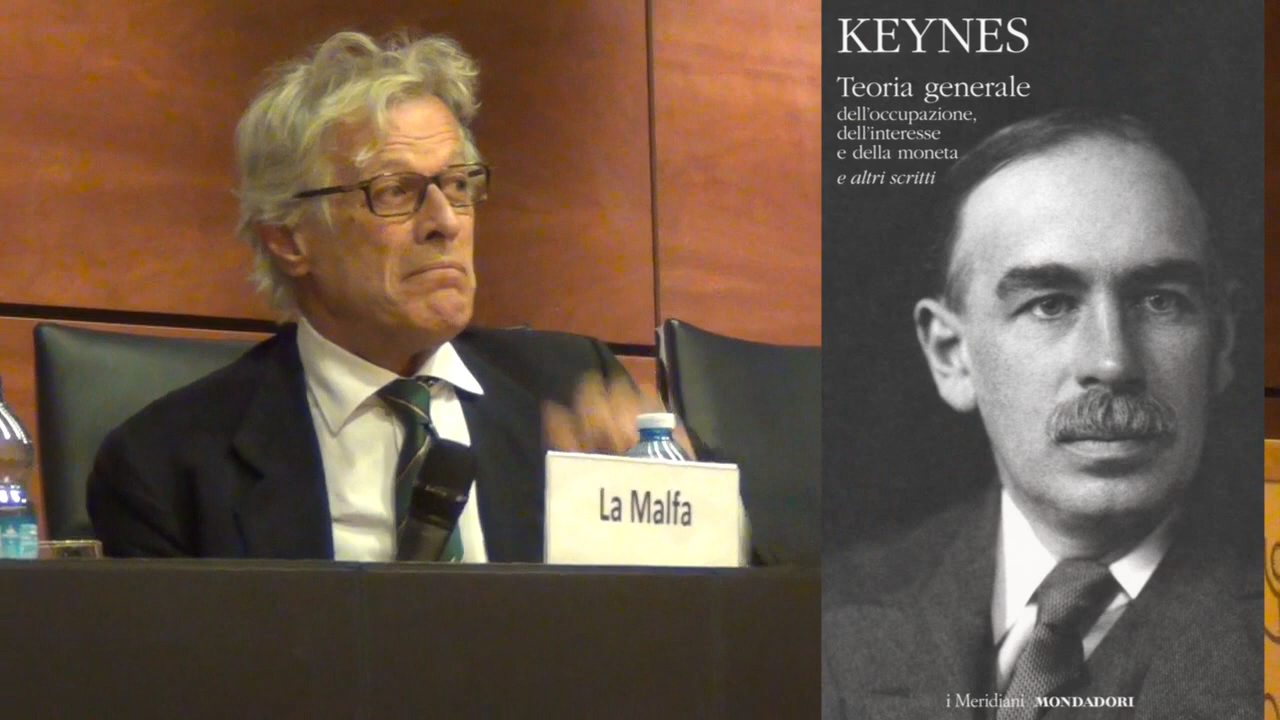 La Malfa
KEYNES
Teoria generale
dell'occupazione,
dell'interesse
e della moneta
e altri scritti
i Meridiani MONDADORI